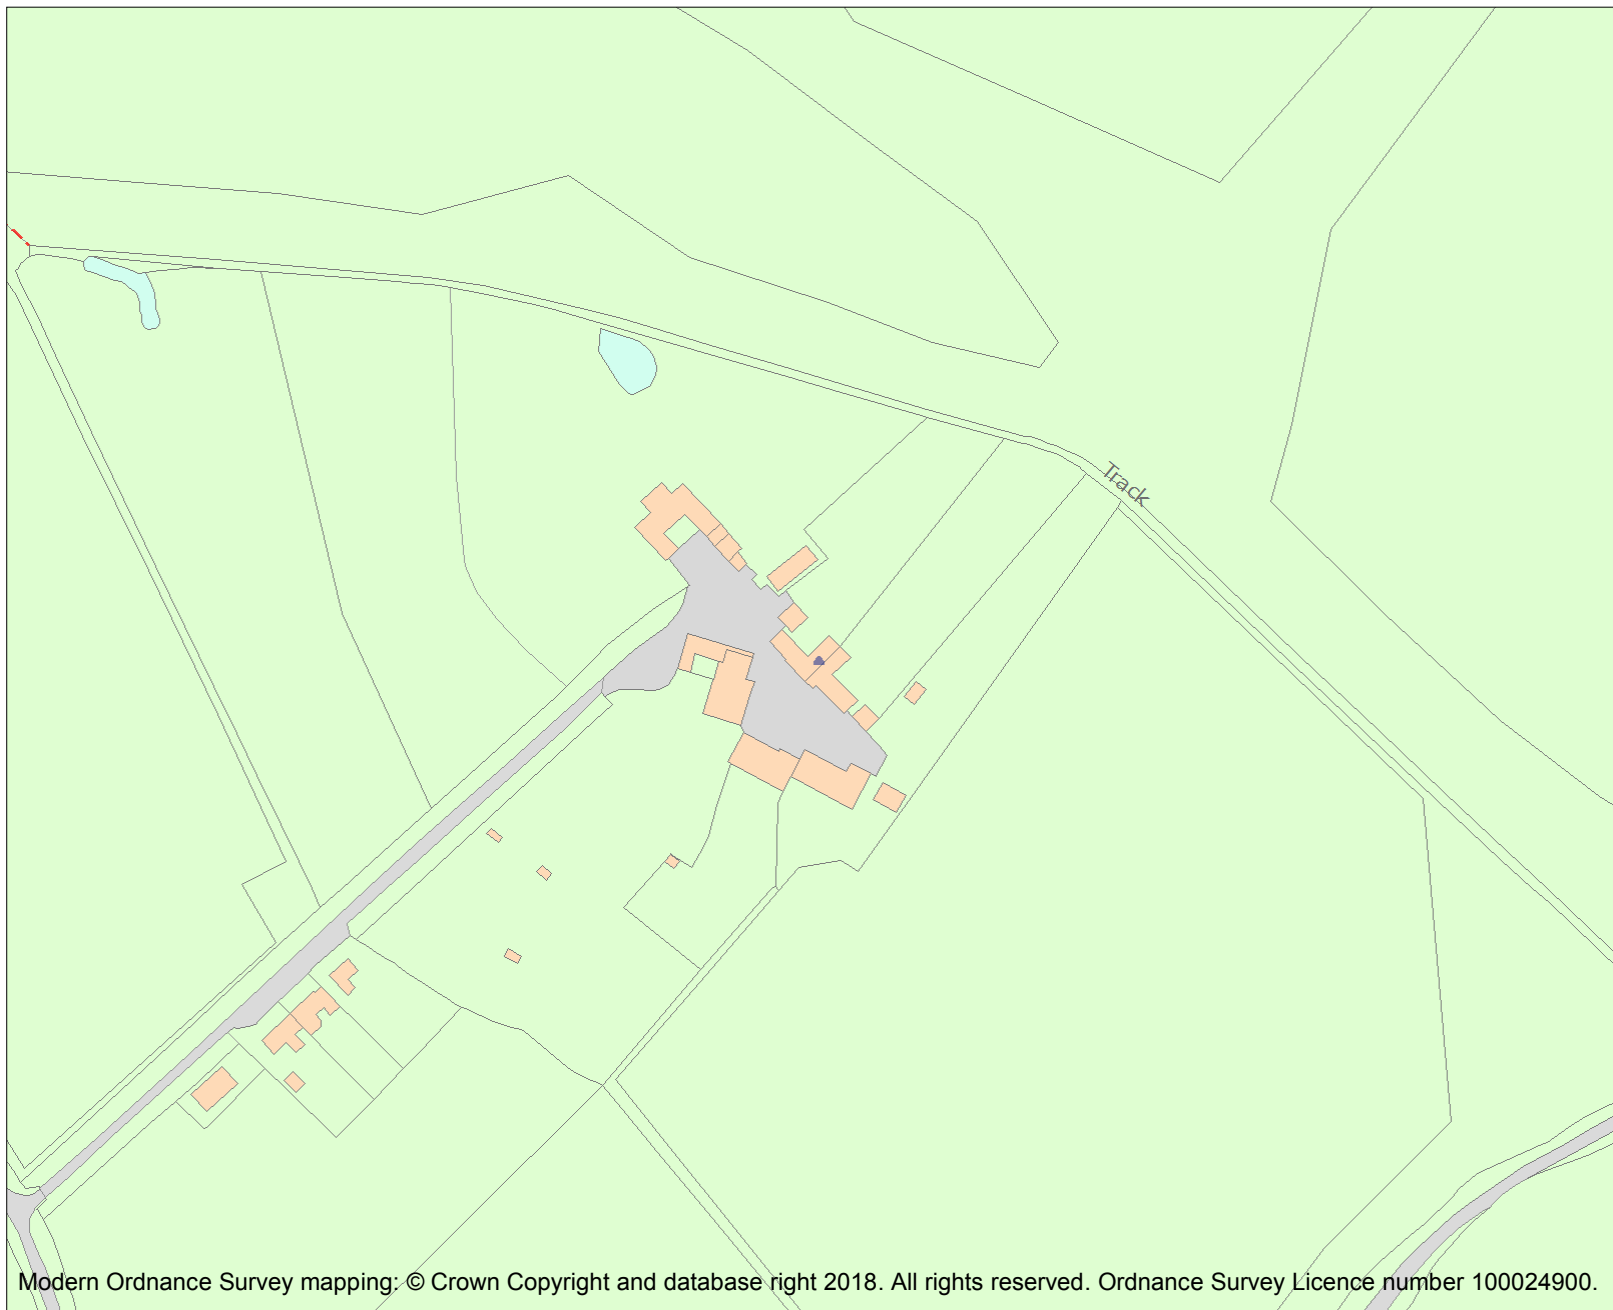 Track
Modern Ordnance Survey mapping: © Crown Copyright and database right 2018. All rights reserved. Ordnance Survey Licence number 100024900.